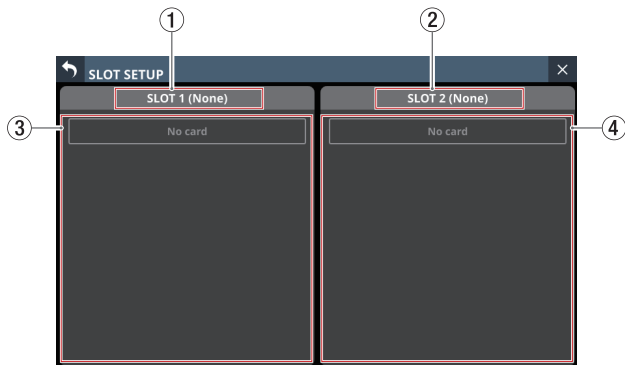 1
2
SLOT SETUP
SLOT 1 (None)
SLOT 2 (None)
3
No card
No card
4